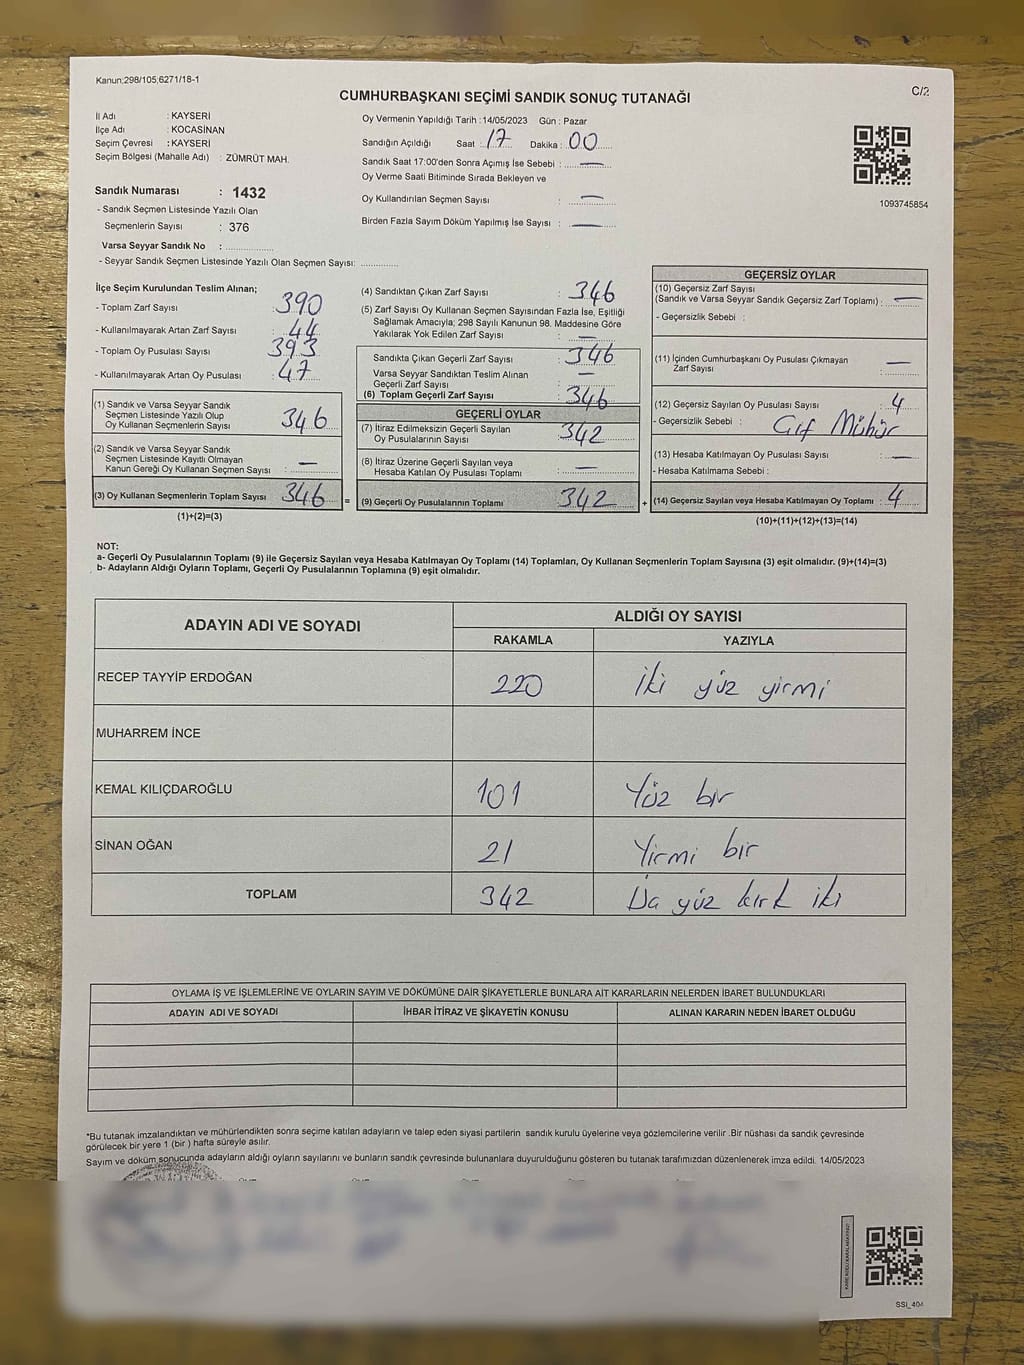 Kanun;298/105;6271/18-1
C/2
CUMHURBAŞKANI SEÇİMİ SANDIK SONUÇ TUTANAĞI
İl Adı : KAYSERİ
İlçe Adı : KOCASİNAN
Seçim Çevresi : KAYSERİ
Seçim Bölgesi (Mahalle Adı) : ZÜMRÜT MAH.
Sandık Numarası : 1432
- Sandık Seçmen Listesinde Yazılı Olan
Seçmenlerin Sayısı : 376
Varsa Seyyar Sandık No : ..............
- Seyyar Sandık Seçmen Listesinde Yazılı Olan Seçmen Sayısı: ............
Oy Vermenin Yapıldığı Tarih : 14/05/2023 Gün : Pazar
Sandığın Açıldığı Saat : 17 Dakika : 00
Sandık Saat 17:00'den Sonra Açımış İse Sebebi : —
Oy Verme Saati Bitiminde Sırada Bekleyen ve
Oy Kullandırılan Seçmen Sayısı : —
Birden Fazla Sayım Döküm Yapılmış İse Sayısı : —
1093745854
İlçe Seçim Kurulundan Teslim Alınan;
- Toplam Zarf Sayısı : 390
- Kullanılmayarak Artan Zarf Sayısı : 44
- Toplam Oy Pusulası Sayısı : 393
- Kullanılmayarak Artan Oy Pusulası : 47
(1) Sandık ve Varsa Seyyar Sandık
Seçmen Listesinde Yazılı Olup
Oy Kullanan Seçmenlerin Sayısı : 346
(2) Sandık ve Varsa Seyyar Sandık
Seçmen Listesinde Kayıtlı Olmayan
Kanun Gereği Oy Kullanan Seçmen Sayısı : —
(3) Oy Kullanan Seçmenlerin Toplam Sayısı : 346 =
(1)+(2)=(3)
(4) Sandıktan Çıkan Zarf Sayısı : 346
(5) Zarf Sayısı Oy Kullanan Seçmen Sayısından Fazla İse, Eşitliği
Sağlamak Amacıyla; 298 Sayılı Kanunun 98. Maddesine Göre
Yakılarak Yok Edilen Zarf Sayısı : —
Sandıkta Çıkan Geçerli Zarf Sayısı : 346
Varsa Seyyar Sandıktan Teslim Alınan
Geçerli Zarf Sayısı : —
(6) Toplam Geçerli Zarf Sayısı : 346
GEÇERLİ OYLAR
(7) İtiraz Edilmeksizin Geçerli Sayılan
Oy Pusulalarının Sayısı : 342
(8) İtiraz Üzerine Geçerli Sayılan veya
Hesaba Katılan Oy Pusulası Toplamı : —
(9) Geçerli Oy Pusulalarının Toplamı : 342 +
GEÇERSİZ OYLAR
(10) Geçersiz Zarf Sayısı
(Sandık ve Varsa Seyyar Sandık Geçersiz Zarf Toplamı) : —
- Geçersizlik Sebebi :
(11) İçinden Cumhurbaşkanı Oy Pusulası Çıkmayan
Zarf Sayısı : —
(12) Geçersiz Sayılan Oy Pusulası Sayısı : 4
- Geçersizlik Sebebi : Çif Mühür
(13) Hesaba Katılmayan Oy Pusulası Sayısı : —
- Hesaba Katılmama Sebebi :
(14) Geçersiz Sayılan veya Hesaba Katılmayan Oy Toplamı : 4
(10)+(11)+(12)+(13)=(14)
NOT:
a- Geçerli Oy Pusulalarının Toplamı (9) ile Geçersiz Sayılan veya Hesaba Katılmayan Oy Toplamı (14) Toplamları, Oy Kullanan Seçmenlerin Toplam Sayısına (3) eşit olmalıdır. (9)+(14)=(3)
b- Adayların Aldığı Oyların Toplamı, Geçerli Oy Pusulalarının Toplamına (9) eşit olmalıdır.
ADAYIN ADI VE SOYADI
ALDIĞI OY SAYISI
RAKAMLA YAZIYLA
RECEP TAYYİP ERDOĞAN 220 İki yüz yirmi
MUHARREM İNCE
KEMAL KILIÇDAROĞLU 101 Yüz bir
SİNAN OĞAN 21 Yirmi bir
TOPLAM 342 yüz kırk iki
OYLAMA İŞ VE İŞLEMLERİNE VE OYLARIN SAYIM VE DÖKÜMÜNE DAİR ŞİKAYETLERLE BUNLARA AİT KARARLARIN NELERDEN İBARET BULUNDUKLARI
ADAYIN ADI VE SOYADI İHBAR İTİRAZ VE ŞİKAYETİN KONUSU ALINAN KARARIN NEDEN İBARET OLDUĞU
*Bu tutanak imzalandıktan ve mühürlendikten sonra seçime katılan adayların ve talep eden siyasi partilerin sandık kurulu üyelerine veya gözlemcilerine verilir .Bir nüshası da sandık çevresinde
görülecek bir yere 1 (bir ) hafta süreyle asılır.
Sayım ve döküm sonucunda adayların aldığı oyların sayılarını ve bunların sandık çevresinde bulunanlara duyurulduğunu gösteren bu tutanak tarafımızdan düzenlenerek imza edildi. 14/05/2023
SSİ_404